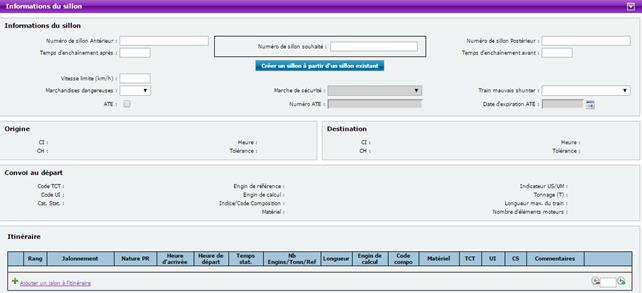 Informations du sillon
Informations du sillon
Numéro de sillon Antérieur :
Numéro de sillon souhaité :
Numéro de sillon Postérieur :
Temps d'enchaînement après :
Temps d'enchaînement avant :
Créer un sillon à partir d'un sillon existant
Vitesse limite (km/h) :
Marchandises dangereuses :
Marche de sécurité :
Train mauvais shunter :
ATE :
Numéro ATE :
Date d'expiration ATE :
Origine
Destination
CI :
Heure :
CI :
Heure :
CH :
Tolérance :
CH :
Tolérance :
Convoi au départ
Code TCT :
Engin de référence :
Indicateur US/UM :
Code UI :
Engin de calcul :
Tonnage (T) :
Cat. Stat. :
Indice/Code Composition :
Longueur max. du train :
Matériel :
Nombre d'éléments moteurs :
Itinéraire
Rang Jalonnement Nature PR Heure d'arrivée Heure de départ Temps stat. Nb Engins/Tonn/Ref Longueur Engin de calcul Code compo Matériel TCT UI CS Commentaires
Ajouter un jalon à l'itinéraire